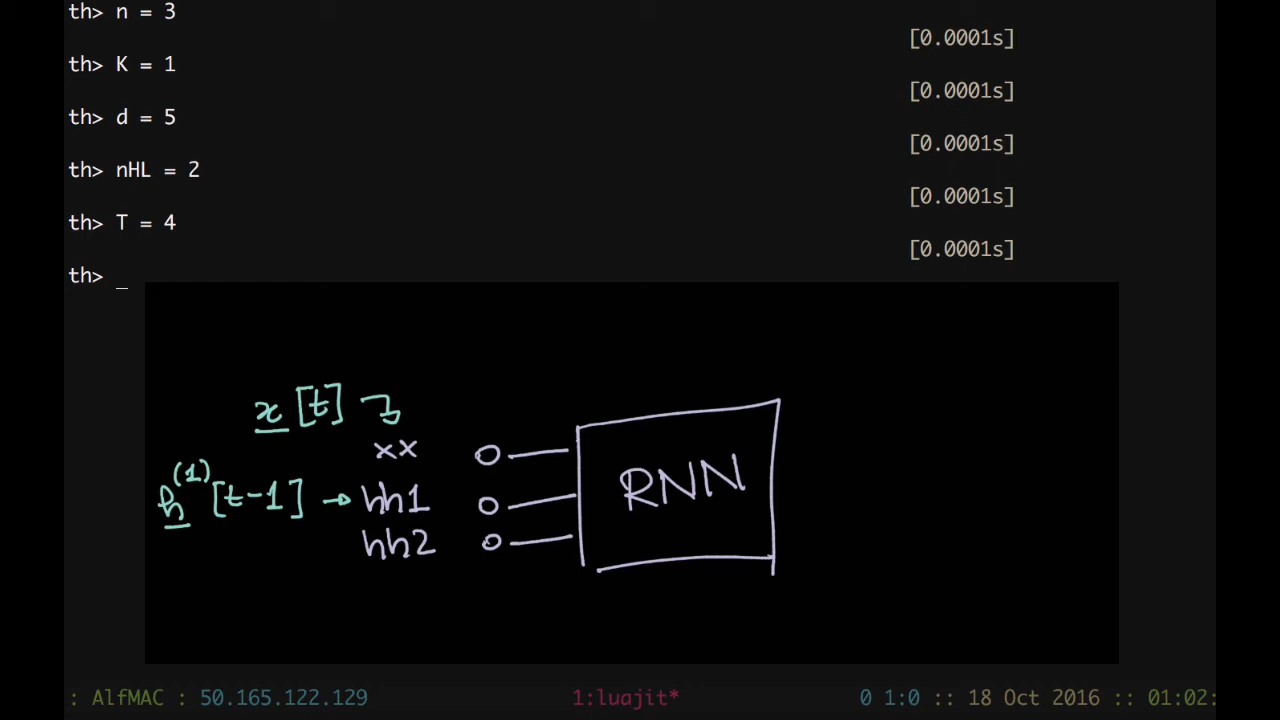 th> n = 3
[0.0001s]
th> K = 1
[0.0001s]
th> d = 5
[0.0001s]
th> nHL = 2
[0.0001s]
th> T = 4
[0.0001s]
th> _
x[t]
xx
h(1)[t-1] → hh1
hh2
RNN
: AlfMAC : 50.165.122.129 1:luajit* 0 1:0 :: 18 Oct 2016 :: 01:02: